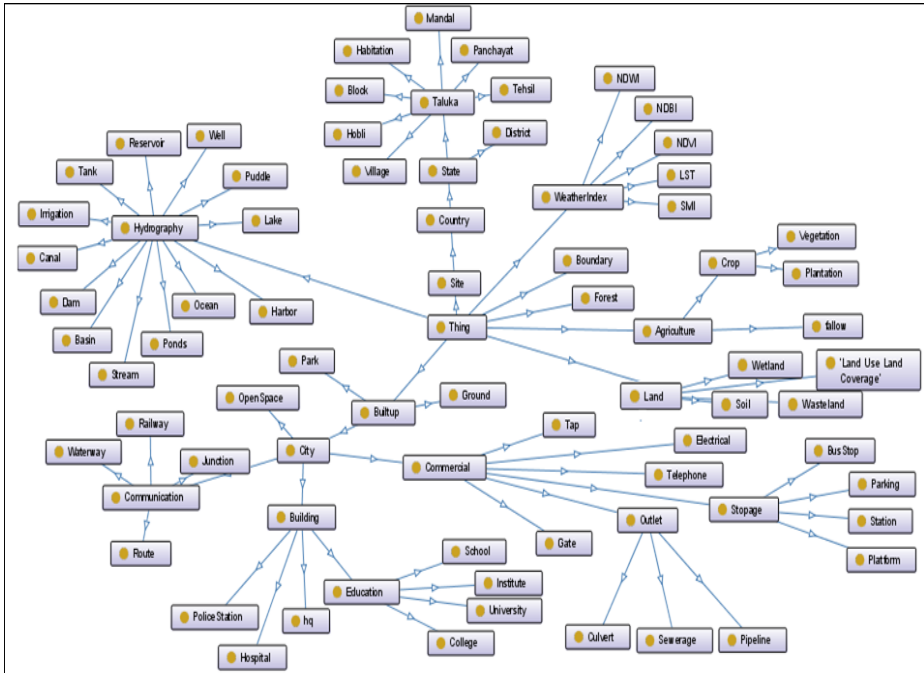 Mandal
Habitation
Panchayat
Block
Taluka
Tehsil
Hobli
Village
State
District
Country
Site
NDWI
NDBI
NDVI
LST
SMI
WeatherIndex
Reservoir
Well
Tank
Puddle
Irrigation
Hydrography
Lake
Canal
Dam
Ocean
Harbor
Basin
Ponds
Stream
Thing
Boundary
Forest
Vegetation
Crop
Plantation
Agriculture
fallow
Wetland
'Land Use Land
Coverage'
Land
Soil
Wasteland
Park
OpenSpace
Builtup
Ground
Railway
Waterway
Junction
City
Communication
Route
Tap
Electrical
Commercial
Telephone
Bus Stop
Parking
Stopage
Station
Platform
Outlet
Gate
Building
School
Institute
Education
University
College
PoliceStation
hq
Hospital
Culvert
Sewerage
Pipeline